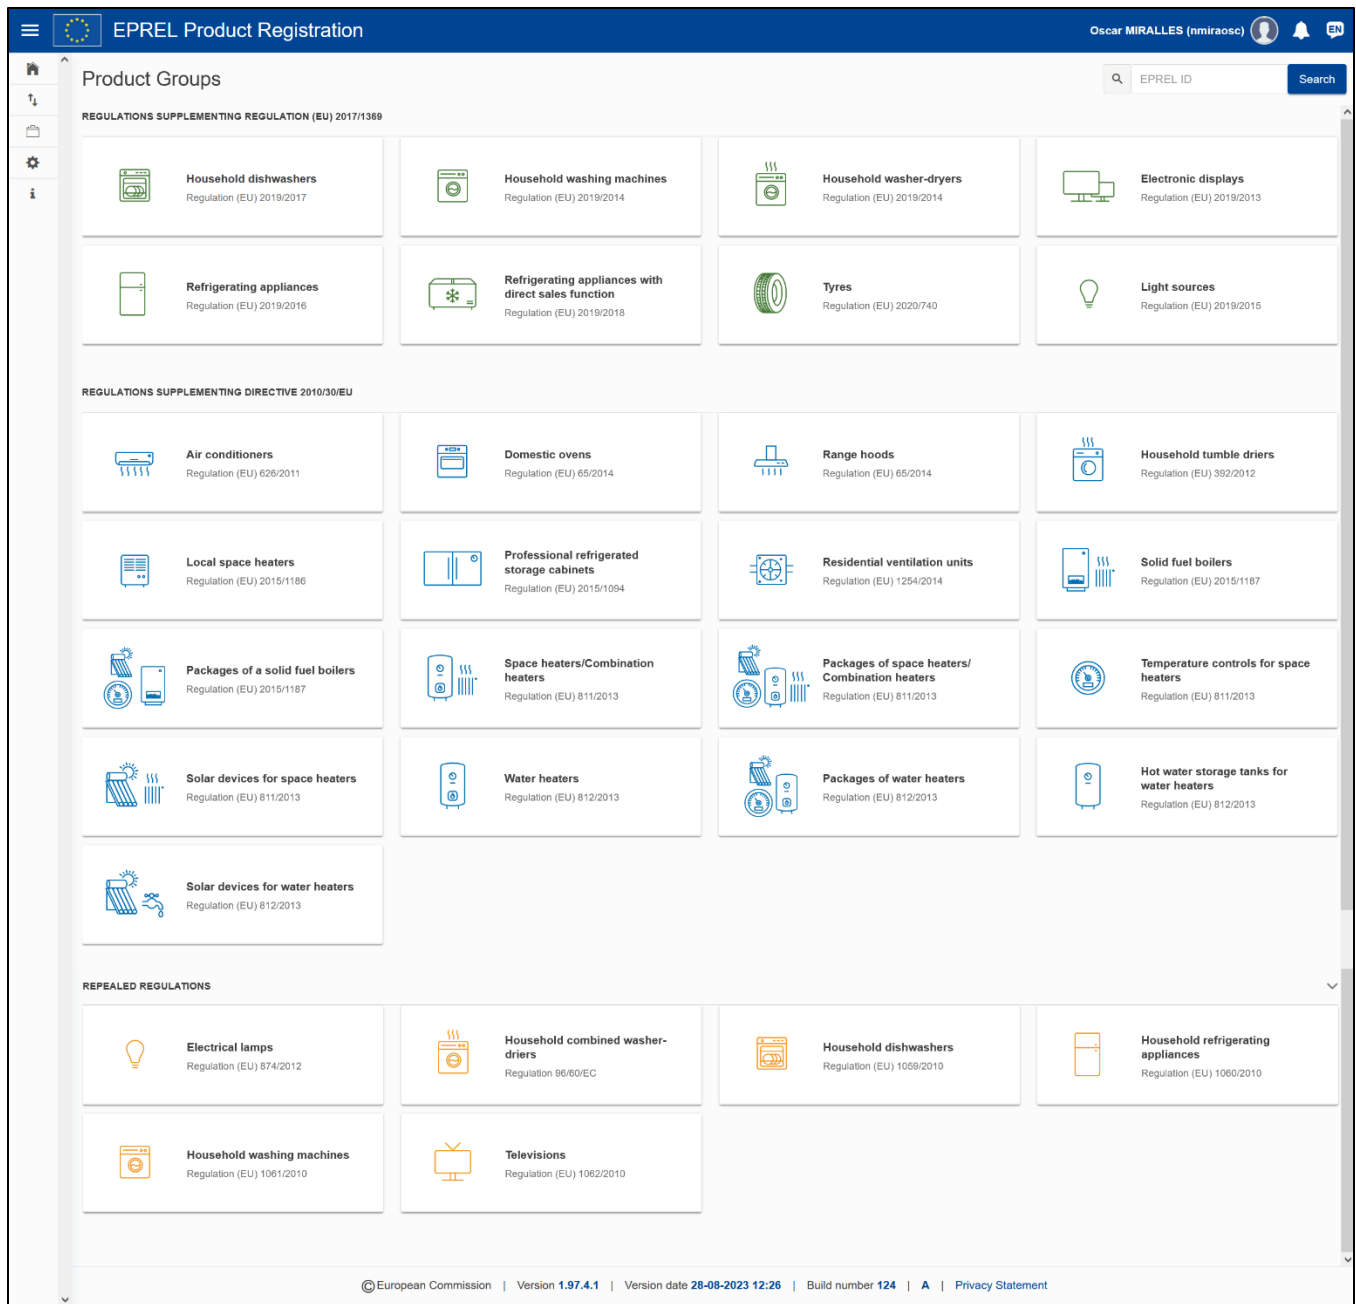 EPREL Product Registration
Oscar MIRALLES (nmiraosc)
EN
Product Groups
EPREL ID
Search
REGULATIONS SUPPLEMENTING REGULATION (EU) 2017/1369
Household dishwashers
Regulation (EU) 2019/2017
Household washing machines
Regulation (EU) 2019/2014
Household washer-dryers
Regulation (EU) 2019/2014
Electronic displays
Regulation (EU) 2019/2013
Refrigerating appliances
Regulation (EU) 2019/2016
Refrigerating appliances with
direct sales function
Regulation (EU) 2019/2018
Tyres
Regulation (EU) 2020/740
Light sources
Regulation (EU) 2019/2015
REGULATIONS SUPPLEMENTING DIRECTIVE 2010/30/EU
Air conditioners
Regulation (EU) 626/2011
Domestic ovens
Regulation (EU) 65/2014
Range hoods
Regulation (EU) 65/2014
Household tumble driers
Regulation (EU) 392/2012
Local space heaters
Regulation (EU) 2015/1186
Professional refrigerated
storage cabinets
Regulation (EU) 2015/1094
Residential ventilation units
Regulation (EU) 1254/2014
Solid fuel boilers
Regulation (EU) 2015/1187
Packages of a solid fuel boilers
Regulation (EU) 2015/1187
Space heaters/Combination
heaters
Regulation (EU) 811/2013
Packages of space heaters/
Combination heaters
Regulation (EU) 811/2013
Temperature controls for space
heaters
Regulation (EU) 811/2013
Solar devices for space heaters
Regulation (EU) 811/2013
Water heaters
Regulation (EU) 812/2013
Packages of water heaters
Regulation (EU) 812/2013
Hot water storage tanks for
water heaters
Regulation (EU) 812/2013
Solar devices for water heaters
Regulation (EU) 812/2013
REPEALED REGULATIONS
Electrical lamps
Regulation (EU) 874/2012
Household combined washer-
driers
Regulation 96/60/EC
Household dishwashers
Regulation (EU) 1059/2010
Household refrigerating
appliances
Regulation (EU) 1060/2010
Household washing machines
Regulation (EU) 1061/2010
Televisions
Regulation (EU) 1062/2010
©European Commission | Version 1.97.4.1 | Version date 28-08-2023 12:26 | Build number 124 | A | Privacy Statement